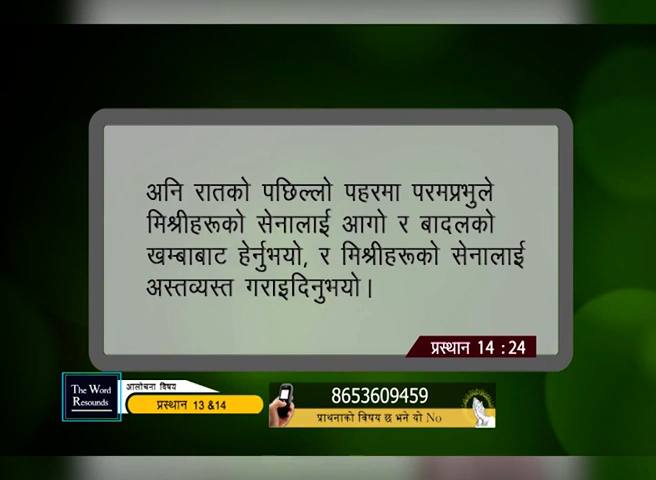 अनि रातको पछिल्लो पहरमा परमप्रभुले
मिश्रीहरूको सेनालाई आगो र बादलको
खम्बाबाट हेर्नुभयो, र मिश्रीहरूको सेनालाई
अस्तव्यस्त गराइदिनुभयो।
प्रस्थान 14 : 24
The Word
Resounds
आलोचना विषय
प्रस्थान 13 &14
8653609459
प्राथनाको विषय छ भने यो No